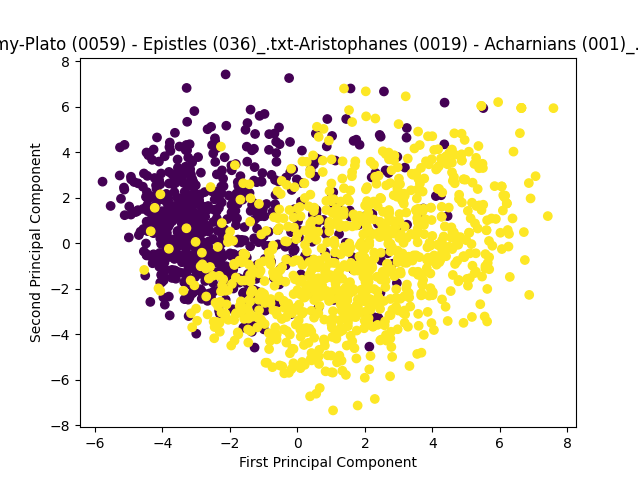 my-Plato (0059) - Epistles (036)_.txt-Aristophanes (0019) - Acharnians (001)_.
8
6
4
2
0
−2
−4
−6
−8
Second Principal Component
−6 −4 −2 0 2 4 6 8
First Principal Component